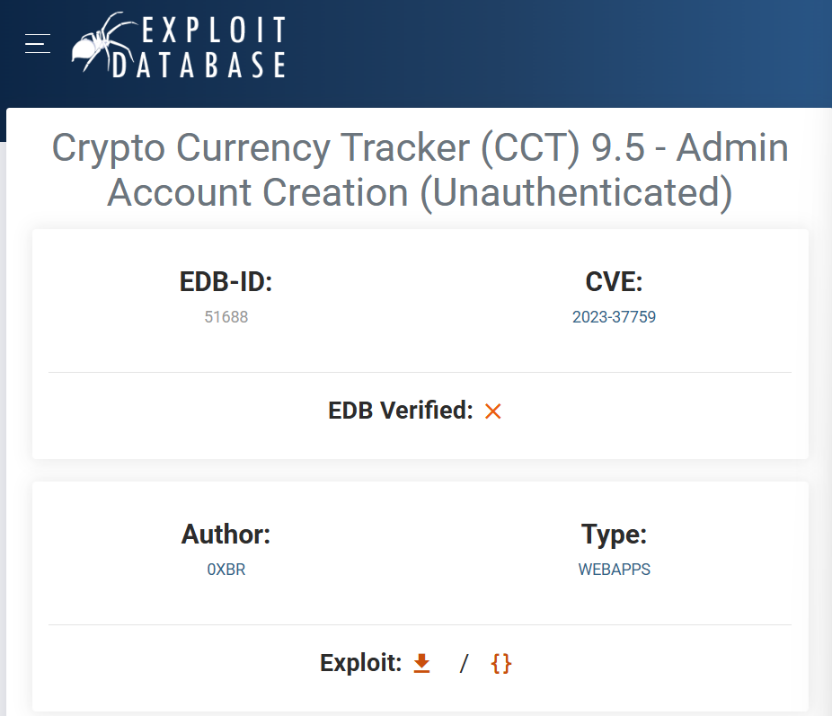 EXPLOIT
DATABASE
Crypto Currency Tracker (CCT) 9.5 - Admin
Account Creation (Unauthenticated)
EDB-ID:
51688
CVE:
2023-37759
EDB Verified:
Author:
0XBR
Type:
WEBAPPS
Exploit: / {}